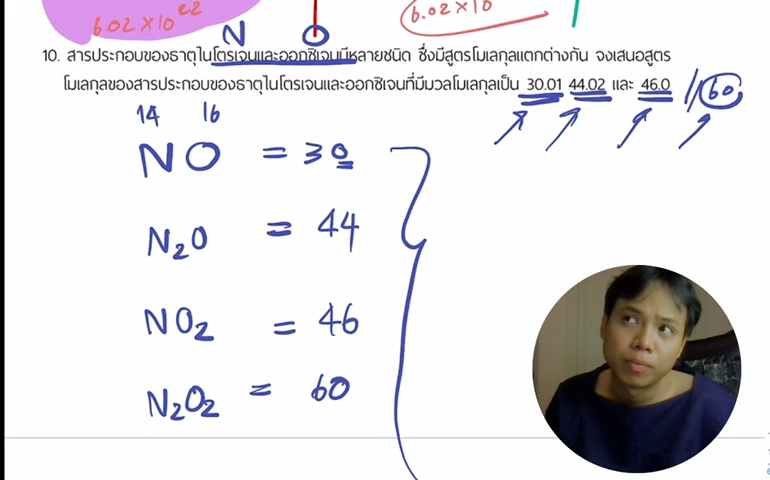 6.02 × 10²²
6.02 × 10
N O
10. สารประกอบของธาตุไนโตรเจนและออกซิเจนมีหลายชนิด ซึ่งมีสูตรโมเลกุลแตกต่างกัน จงเสนอสูตร
โมเลกุลของสารประกอบของธาตุไนโตรเจนและออกซิเจนที่มีมวลโมเลกุลเป็น 30.01 44.02 และ 46.0 // 60
14 16
NO = 30
N₂O = 44
NO₂ = 46
N₂O₂ = 60